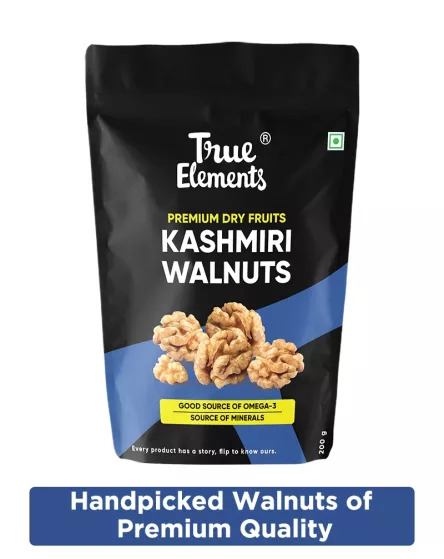 True ®
Elements
PREMIUM DRY FRUITS
KASHMIRI
WALNUTS
GOOD SOURCE OF OMEGA-3
SOURCE OF MINERALS
Every product has a story, flip to know ours.
200 g
Handpicked Walnuts of
Premium Quality